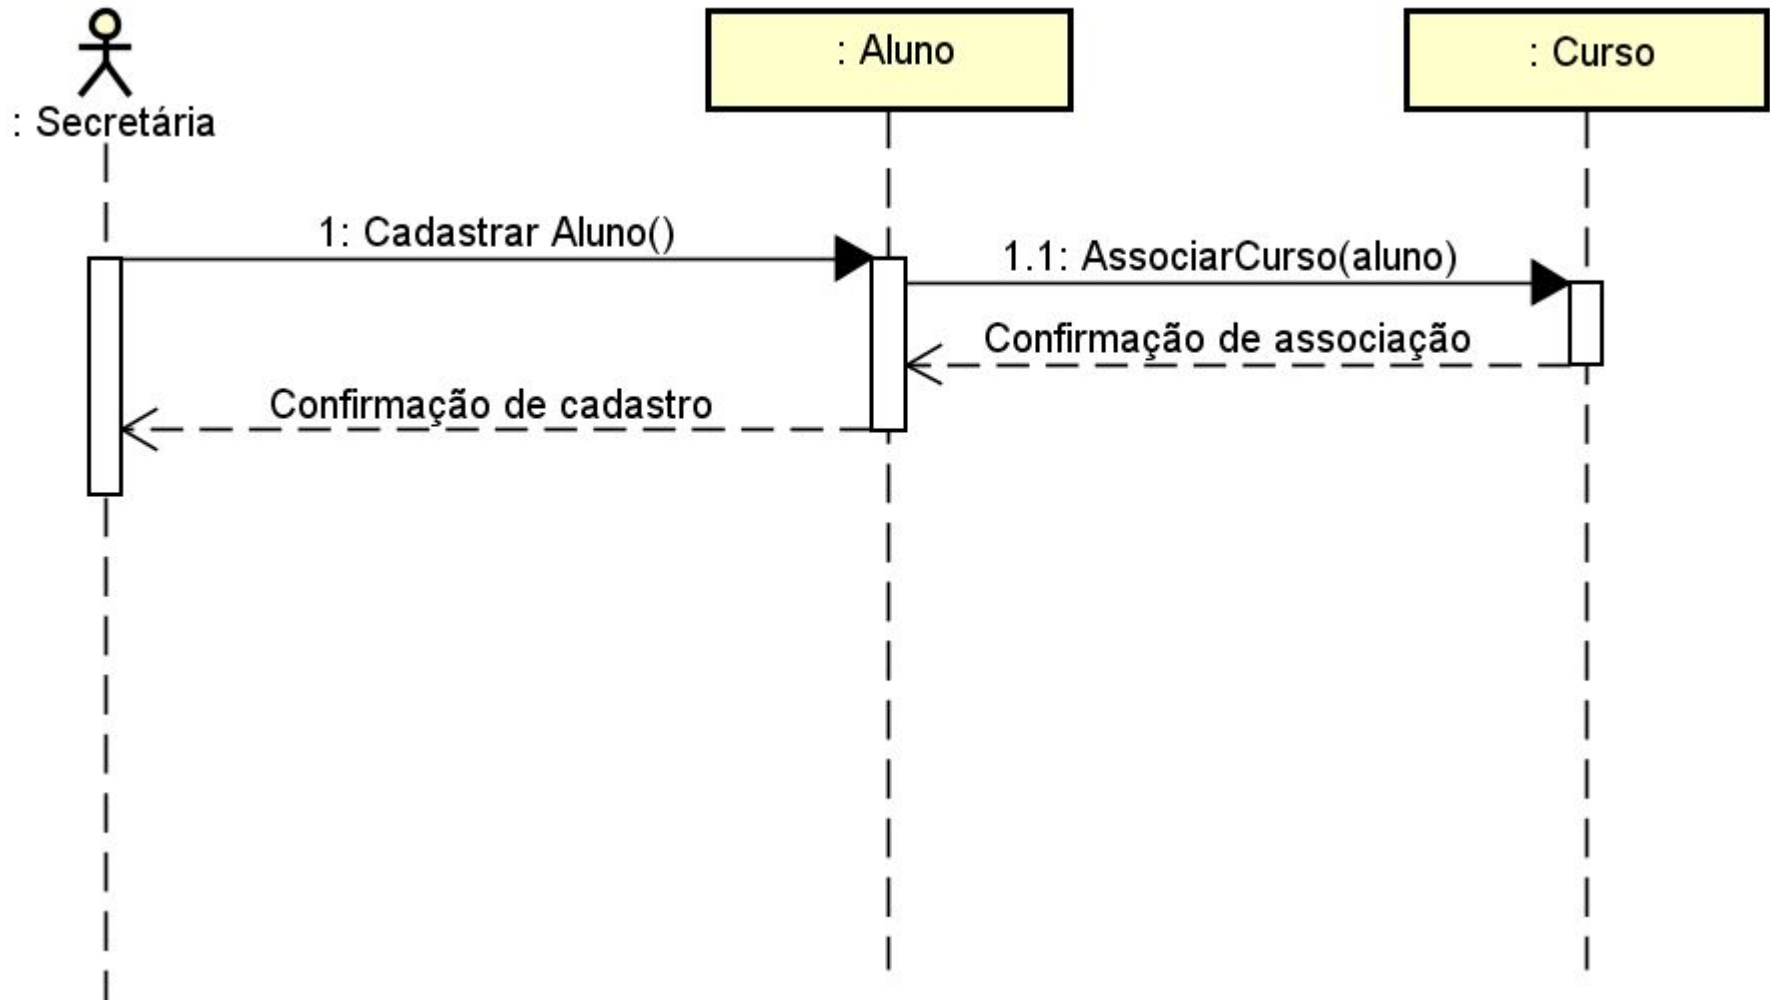 : Secretária
: Aluno
: Curso
1: Cadastrar Aluno()
1.1: AssociarCurso(aluno)
Confirmação de associação
Confirmação de cadastro